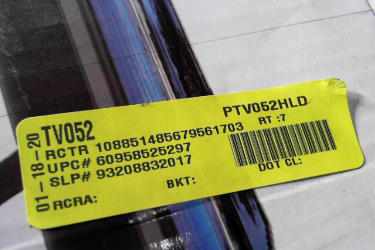 01-18-20
TV052
PTV052HLD
RCTR 108851485679561703
RT :7
UPC# 60958525297
SLP# 93208832017
DOT CL:
BKT:
RCRA: